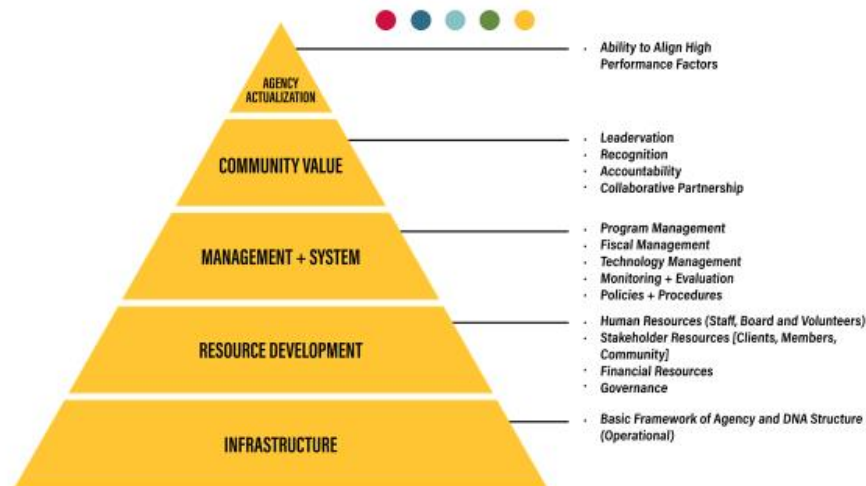 AGENCY
ACTUALIZATION
· Ability to Align High
Performance Factors
COMMUNITY VALUE
· Leadervation
· Recognition
· Accountability
· Collaborative Partnership
MANAGEMENT + SYSTEM
· Program Management
· Fiscal Management
· Technology Management
· Monitoring + Evaluation
· Policies + Procedures
RESOURCE DEVELOPMENT
· Human Resources (Staff, Board and Volunteers)
· Stakeholder Resources [Clients, Members,
Community]
· Financial Resources
· Governance
INFRASTRUCTURE
· Basic Framework of Agency and DNA Structure
(Operational)